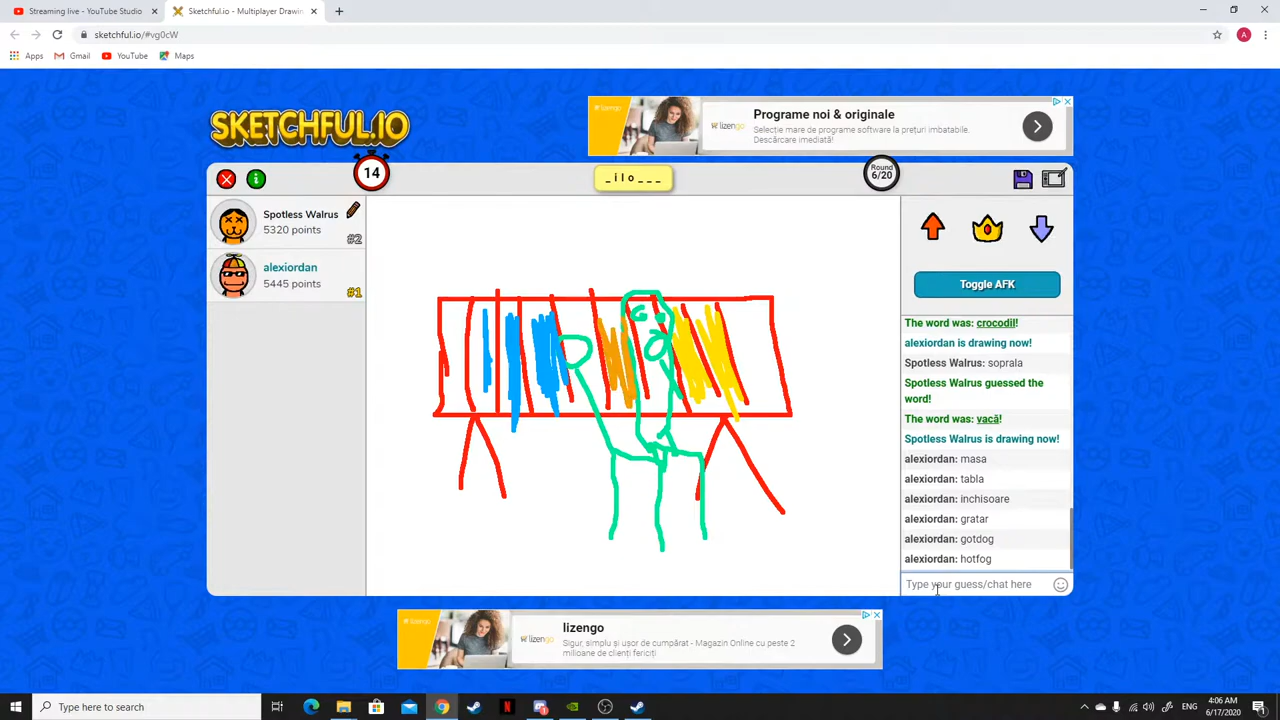 Streaming live - YouTube Studio
Sketchful.io - Multiplayer Drawin
sketchful.io/#vg0cW
A
Apps Gmail YouTube Maps
SKETCHFUL.IO
lizengo
lizengo
Programe noi & originale
Selecție mare de programe software la prețuri imbatabile.
Descărcare imediată!
14
_ i l o _ _ _
Round
6/20
Spotless Walrus
5320 points
#2
alexiordan
5445 points
#1
Toggle AFK
The word was: crocodil!
alexiordan is drawing now!
Spotless Walrus: soprala
Spotless Walrus guessed the
word!
The word was: vacă!
Spotless Walrus is drawing now!
alexiordan: masa
alexiordan: tabla
alexiordan: inchisoare
alexiordan: gratar
alexiordan: gotdog
alexiordan: hotfog
Type your guess/chat here
lizengo
lizengo
lizengo
Sigur, simplu și ușor de cumpărat - Magazin Online cu peste 2
milioane de clienți fericiți
Type here to search
4:06 AM
6/17/2020